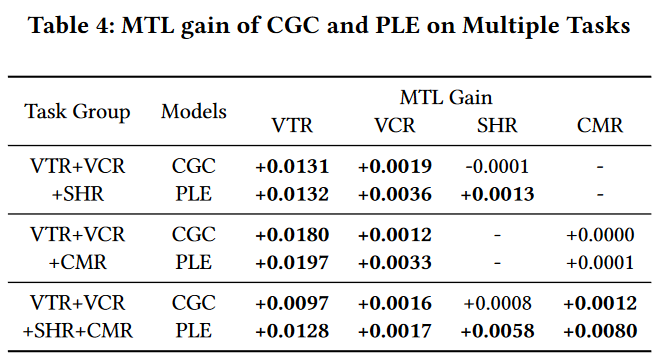 Table 4: MTL gain of CGC and PLE on Multiple Tasks
Task Group Models MTL Gain
VTR VCR SHR CMR
VTR+VCR CGC +0.0131 +0.0019 -0.0001 -
+SHR PLE +0.0132 +0.0036 +0.0013 -
VTR+VCR CGC +0.0180 +0.0012 - +0.0000
+CMR PLE +0.0197 +0.0033 - +0.0001
VTR+VCR CGC +0.0097 +0.0016 +0.0008 +0.0012
+SHR+CMR PLE +0.0128 +0.0017 +0.0058 +0.0080